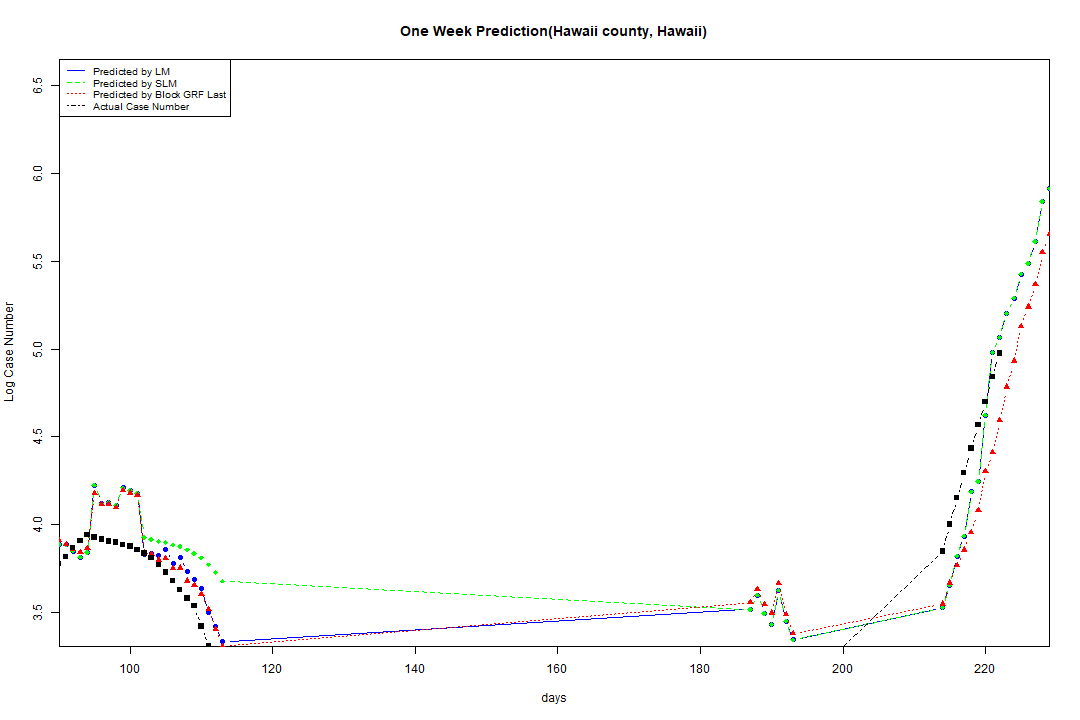 One Week Prediction(Hawaii county, Hawaii)
Predicted by LM
Predicted by SLM
Predicted by Block GRF Last
Actual Case Number
6.5
6.0
5.5
5.0
4.5
4.0
3.5
Log Case Number
100 120 140 160 180 200 220
days